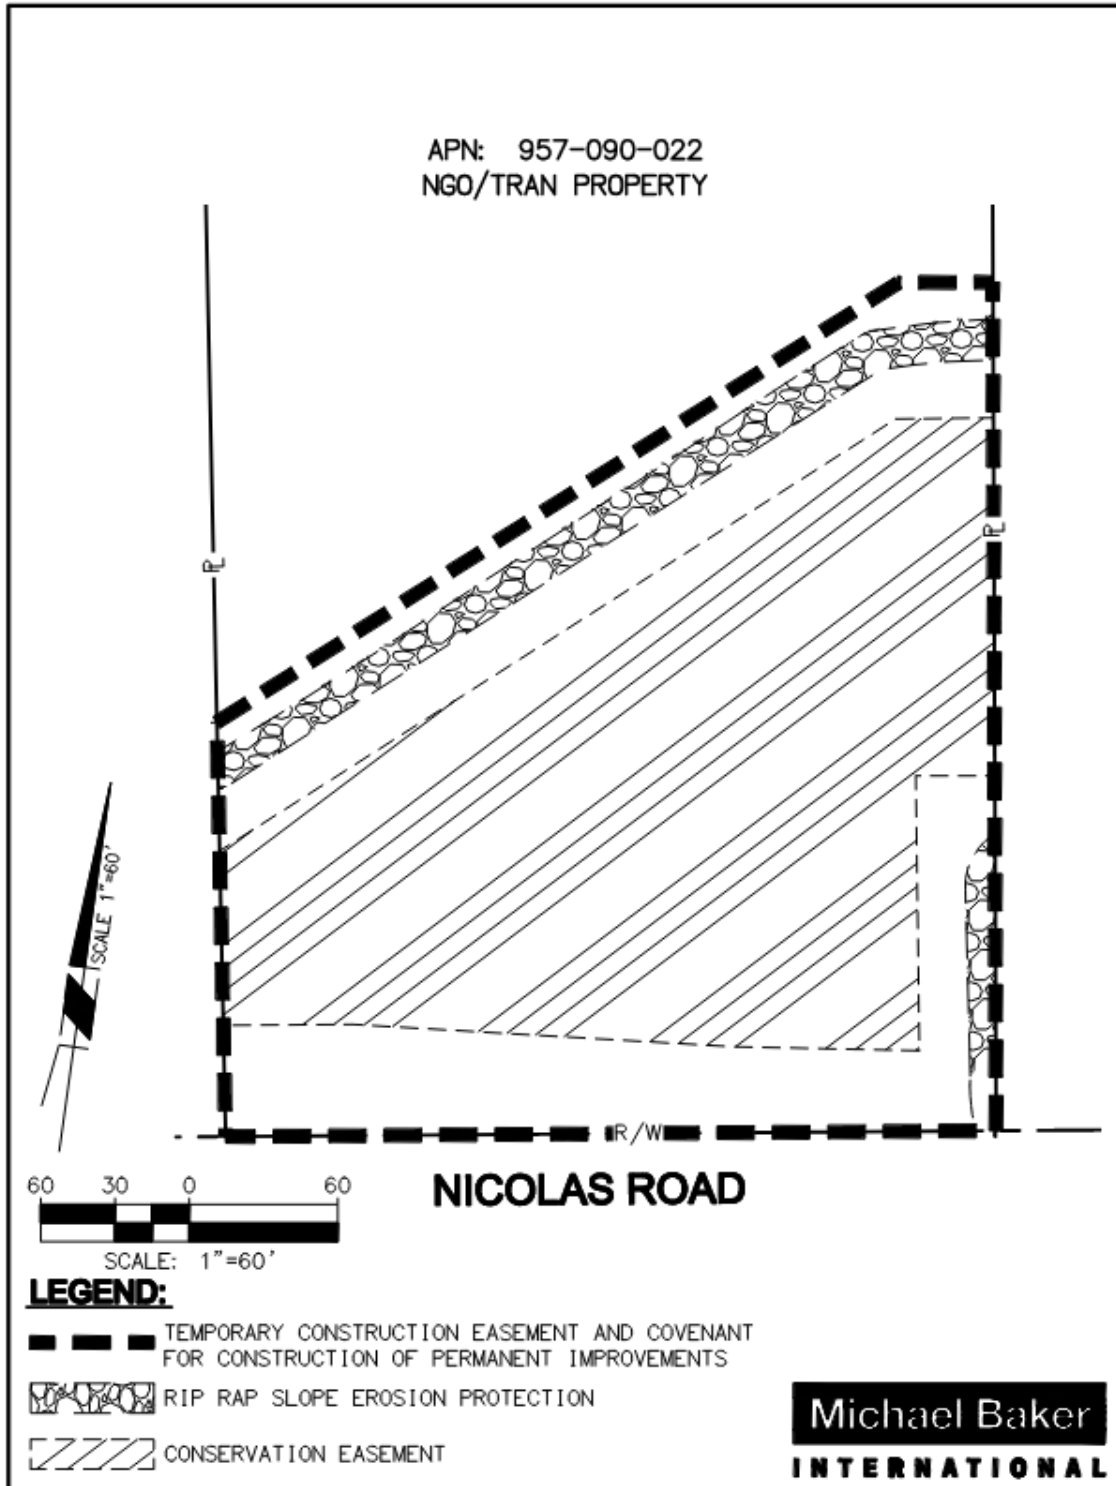 APN: 957-090-022
NGO/TRAN PROPERTY
PL
PL
SCALE 1"=60'
R/W
NICOLAS ROAD
60 30 0 60
SCALE: 1"=60'
LEGEND:
TEMPORARY CONSTRUCTION EASEMENT AND COVENANT
FOR CONSTRUCTION OF PERMANENT IMPROVEMENTS
RIP RAP SLOPE EROSION PROTECTION
CONSERVATION EASEMENT
Michael Baker
INTERNATIONAL